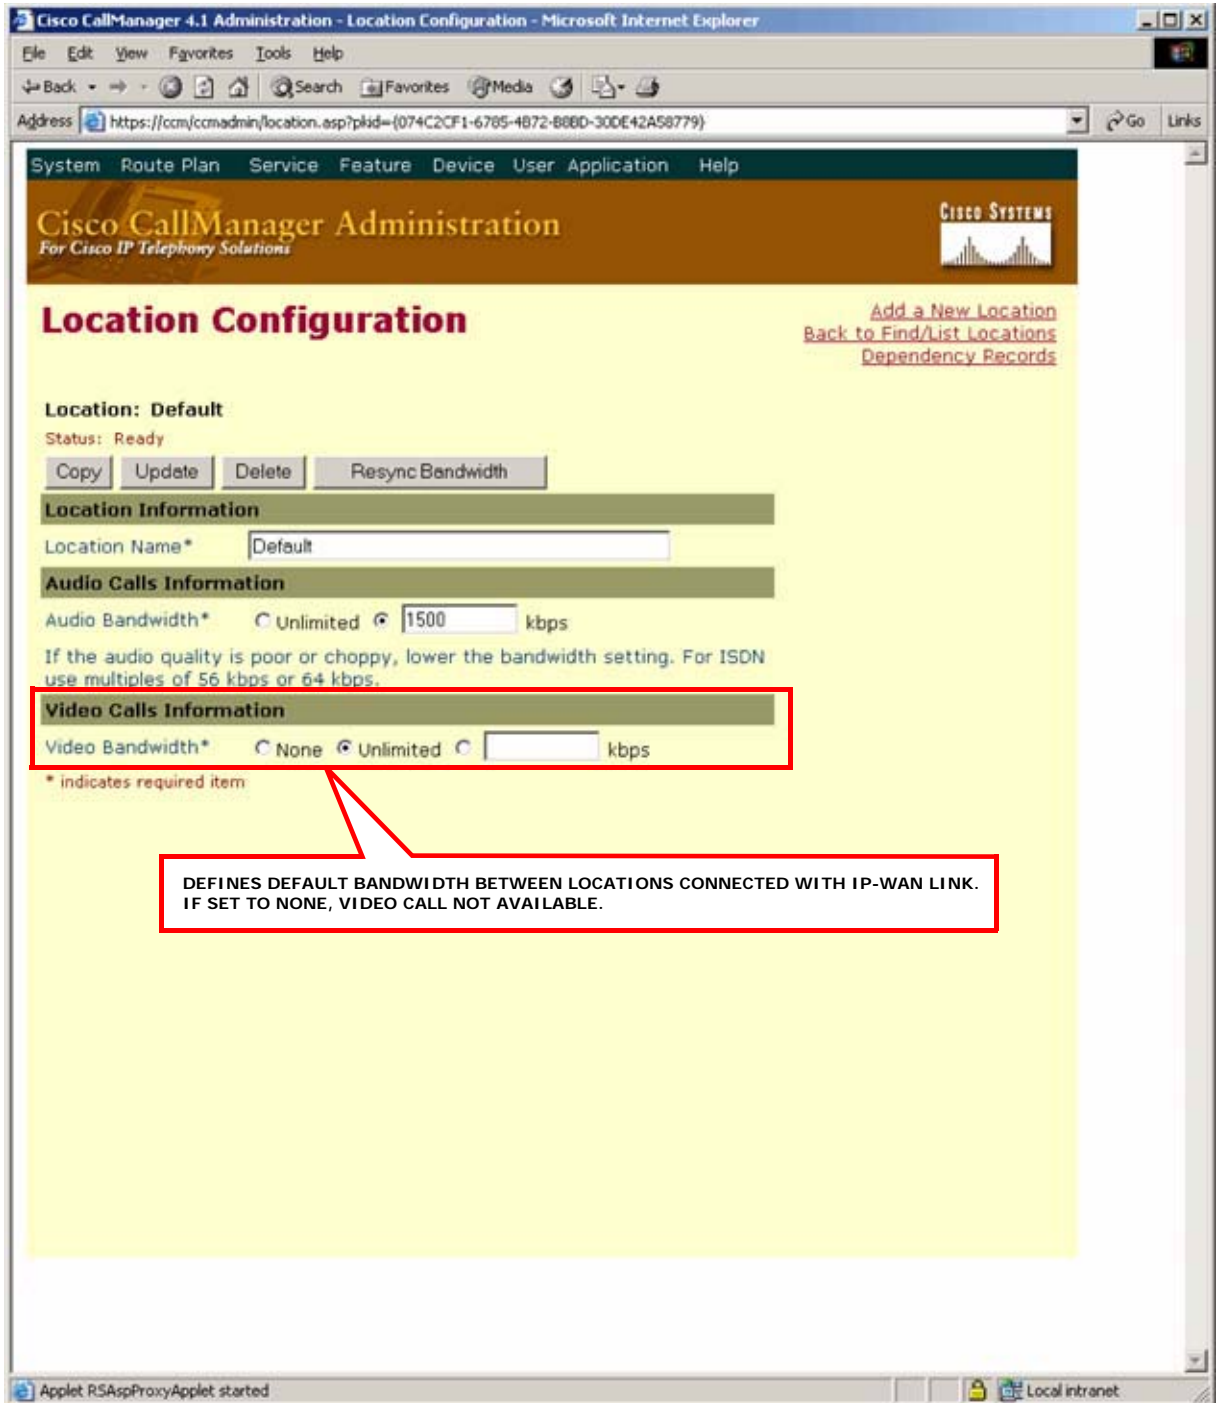 Cisco CallManager 4.1 Administration - Location Configuration - Microsoft Internet Explorer
File Edit View Favorites Tools Help
Back Search Favorites Media
Address https://ccm/ccmadmin/location.asp?pkid={074C2CF1-6785-4B72-B8BD-30DE42A58779} Go Links
System Route Plan Service Feature Device User Application Help
Cisco CallManager Administration
For Cisco IP Telephony Solutions
CISCO SYSTEMS
Location Configuration
Add a New Location
Back to Find/List Locations
Dependency Records
Location: Default
Status: Ready
Copy Update Delete Resync Bandwidth
Location Information
Location Name* Default
Audio Calls Information
Audio Bandwidth* Unlimited 1500 kbps
If the audio quality is poor or choppy, lower the bandwidth setting. For ISDN
use multiples of 56 kbps or 64 kbps.
Video Calls Information
Video Bandwidth* None Unlimited kbps
* indicates required item
DEFINES DEFAULT BANDWIDTH BETWEEN LOCATIONS CONNECTED WITH IP-WAN LINK.
IF SET TO NONE, VIDEO CALL NOT AVAILABLE.
Applet RSAspProxyApplet started Local intranet